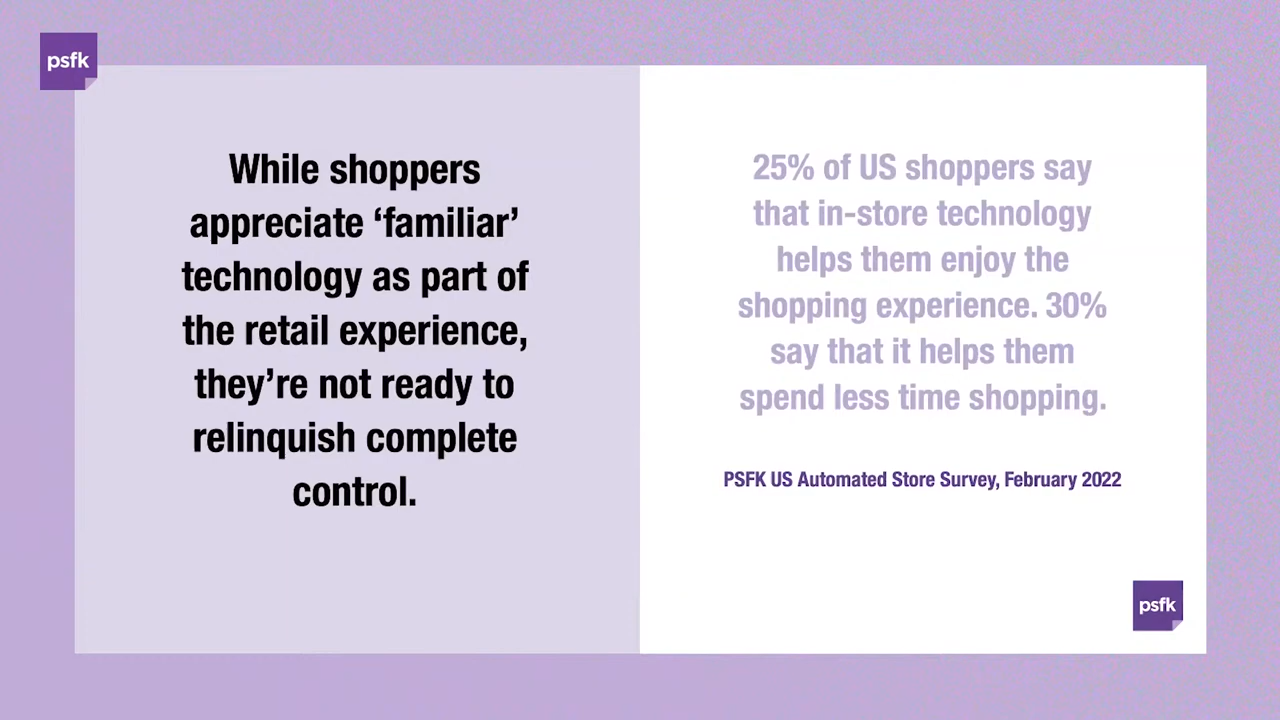 psfk
While shoppers
appreciate ‘familiar’
technology as part of
the retail experience,
they’re not ready to
relinquish complete
control.
25% of US shoppers say
that in-store technology
helps them enjoy the
shopping experience. 30%
say that it helps them
spend less time shopping.
PSFK US Automated Store Survey, February 2022
psfk